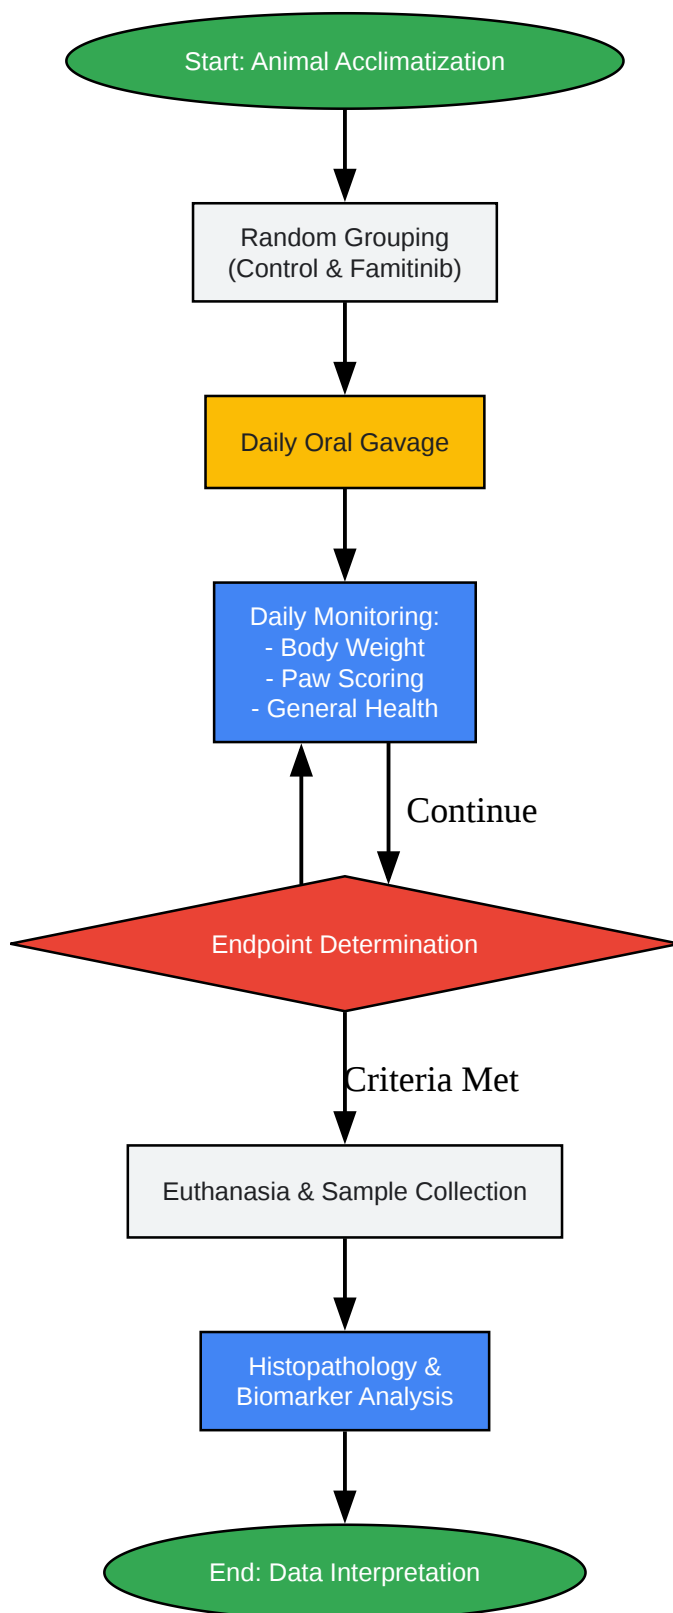 Start: Animal Acclimatization
Random Grouping
(Control & Famitinib)
Daily Oral Gavage
Daily Monitoring:
- Body Weight
- Paw Scoring
- General Health
Continue
Endpoint Determination
Criteria Met
Euthanasia & Sample Collection
Histopathology &
Biomarker Analysis
End: Data Interpretation